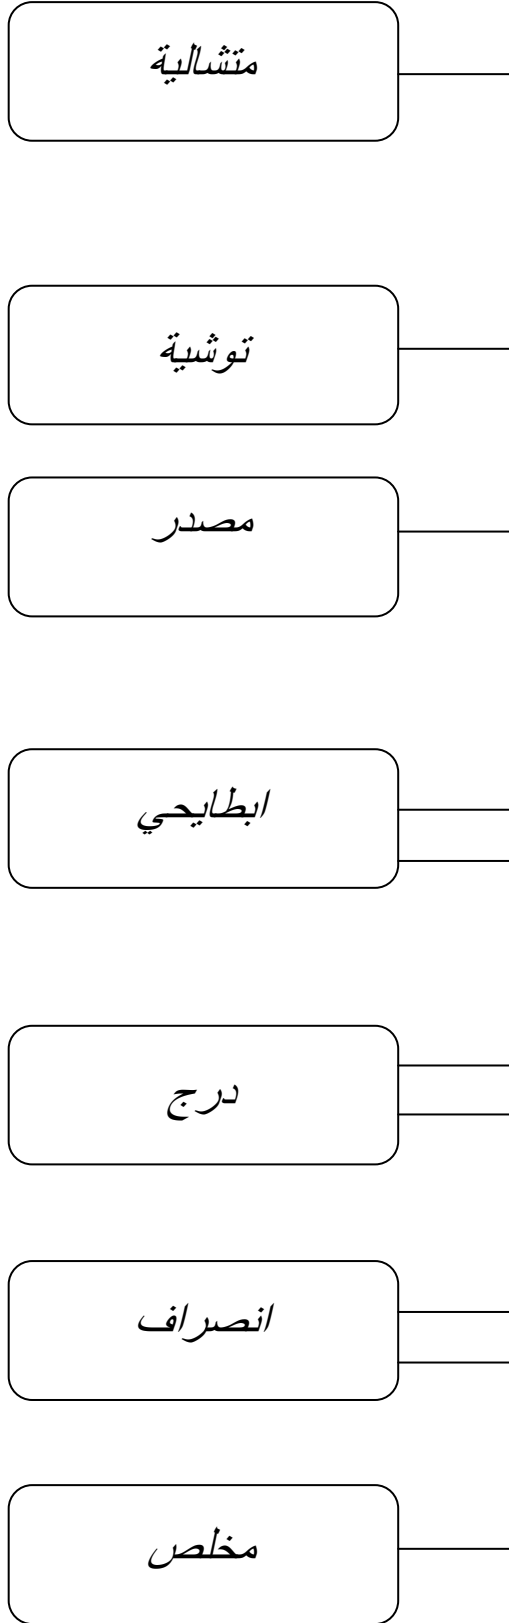 متشالية
توشية
مصدر
ابطايحي
درج
انصراف
مخلص